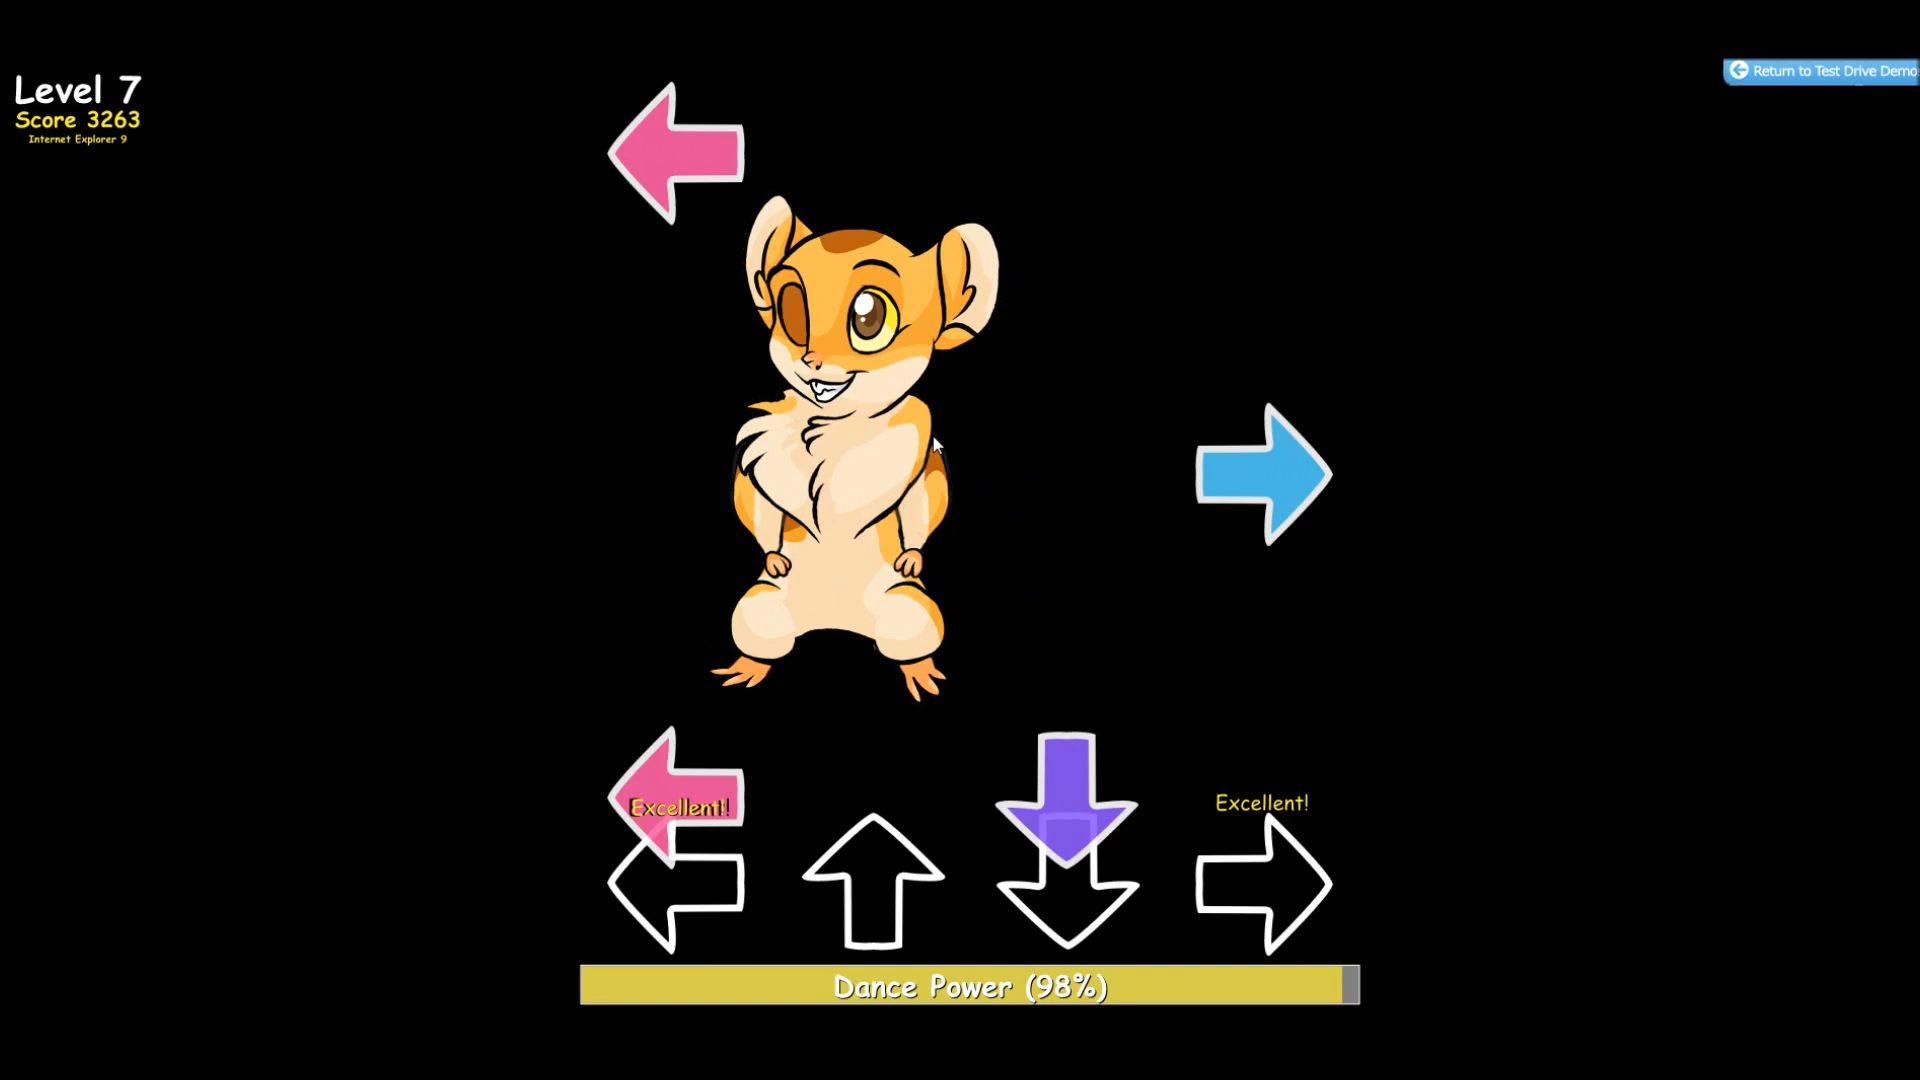 Level 7
Score 3263
Internet Explorer 9
Return to Test Drive Demo
Excellent!
Excellent!
Dance Power (98%)